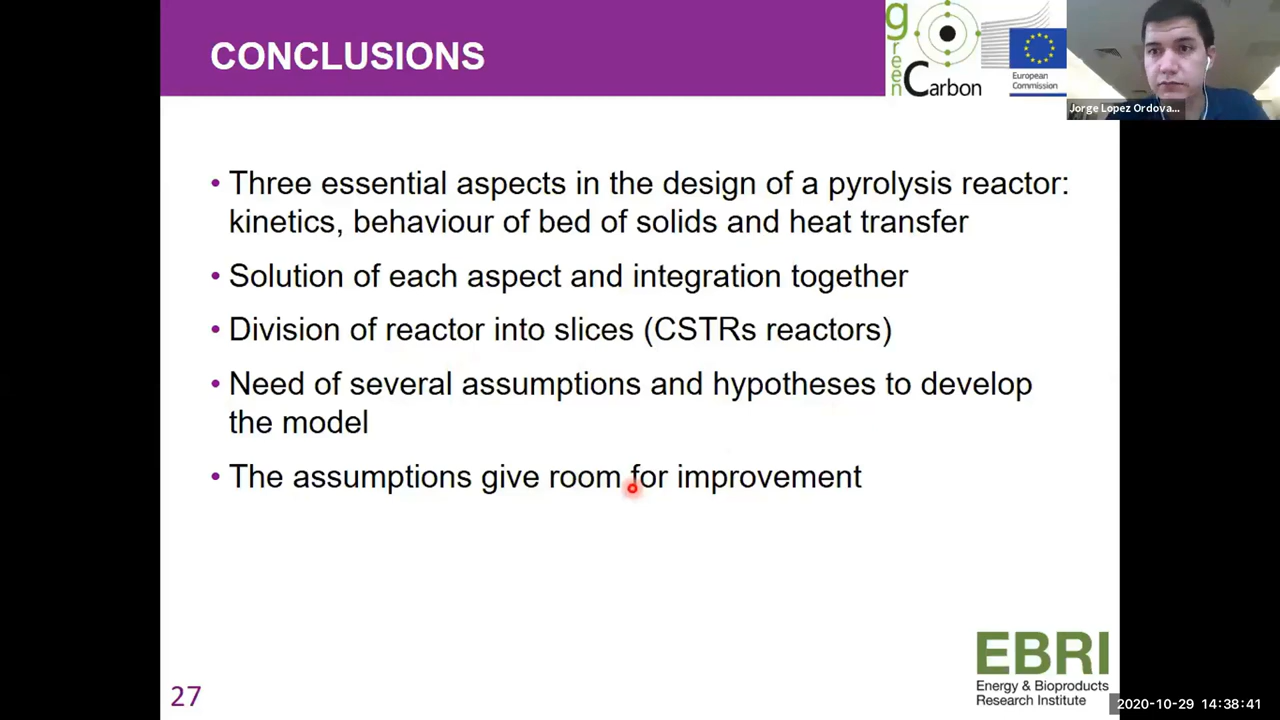 CONCLUSIONS
green
Carbon
European
Commission
Jorge Lopez Ordova...
• Three essential aspects in the design of a pyrolysis reactor:
kinetics, behaviour of bed of solids and heat transfer
• Solution of each aspect and integration together
• Division of reactor into slices (CSTRs reactors)
• Need of several assumptions and hypotheses to develop
the model
• The assumptions give room for improvement
EBRI
Energy & Bioproducts
Research Institute
27
2020-10-29 14:38:41